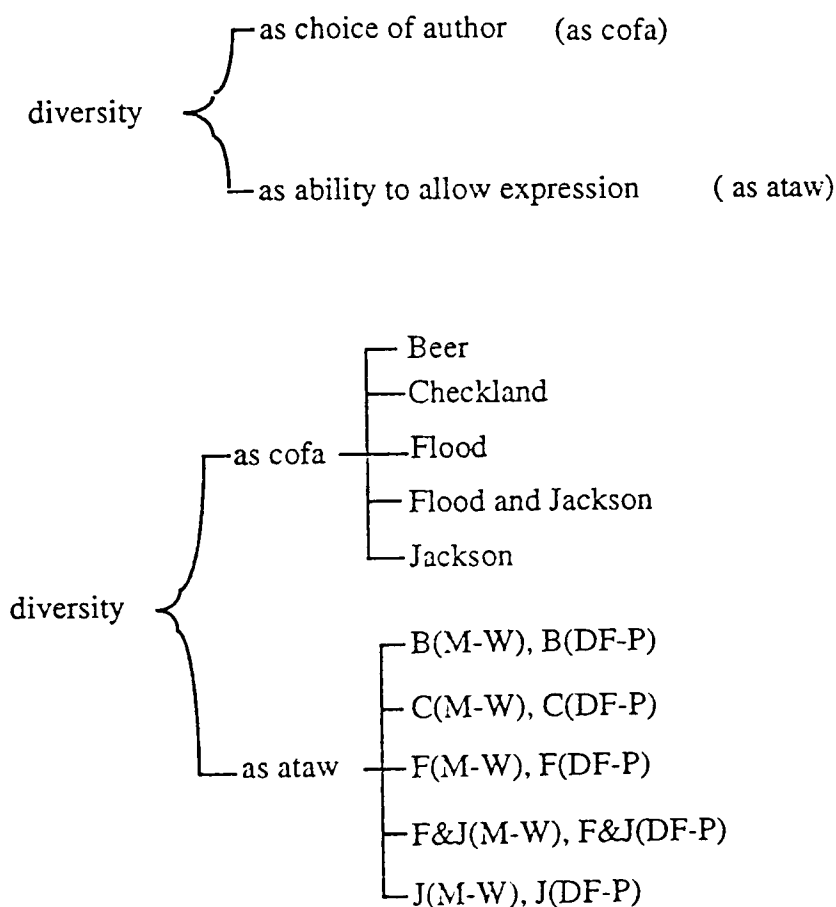 as choice of author (as cofa)
diversity
as ability to allow expression ( as ataw)
Beer
Checkland
as cofa Flood
Flood and Jackson
Jackson
diversity
B(M-W), B(DF-P)
C(M-W), C(DF-P)
as ataw F(M-W), F(DF-P)
F&J(M-W), F&J(DF-P)
J(M-W), J(DF-P)